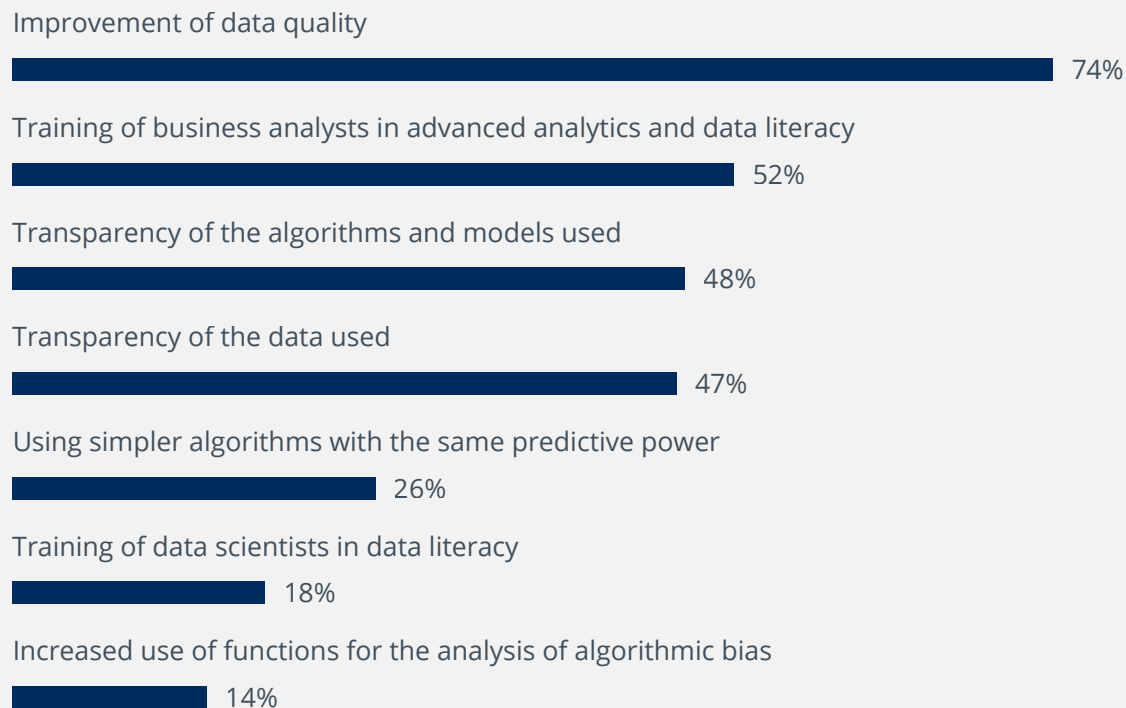 Improvement of data quality
74%
Training of business analysts in advanced analytics and data literacy
52%
Transparency of the algorithms and models used
48%
Transparency of the data used
47%
Using simpler algorithms with the same predictive power
26%
Training of data scientists in data literacy
18%
Increased use of functions for the analysis of algorithmic bias
14%